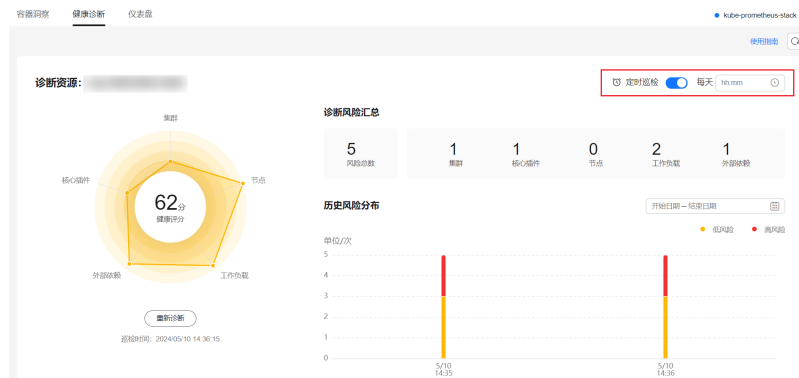 容器洞察 健康诊断 仪表盘 kube-prometheus-stack
使用指南
诊断资源：
定时巡检 每天 hh:mm
诊断风险汇总
5 1 1 0 2 1
风险总数 集群 核心插件 节点 工作负载 外部依赖
集群
核心插件 节点
62分
健康评分
外部依赖 工作负载
重新诊断
巡检时间：2024/05/10 14:36:15
历史风险分布 开始日期 – 结束日期
低风险 高风险
单位/次
5
4
3
2
1
0
5/10 5/10
14:35 14:36